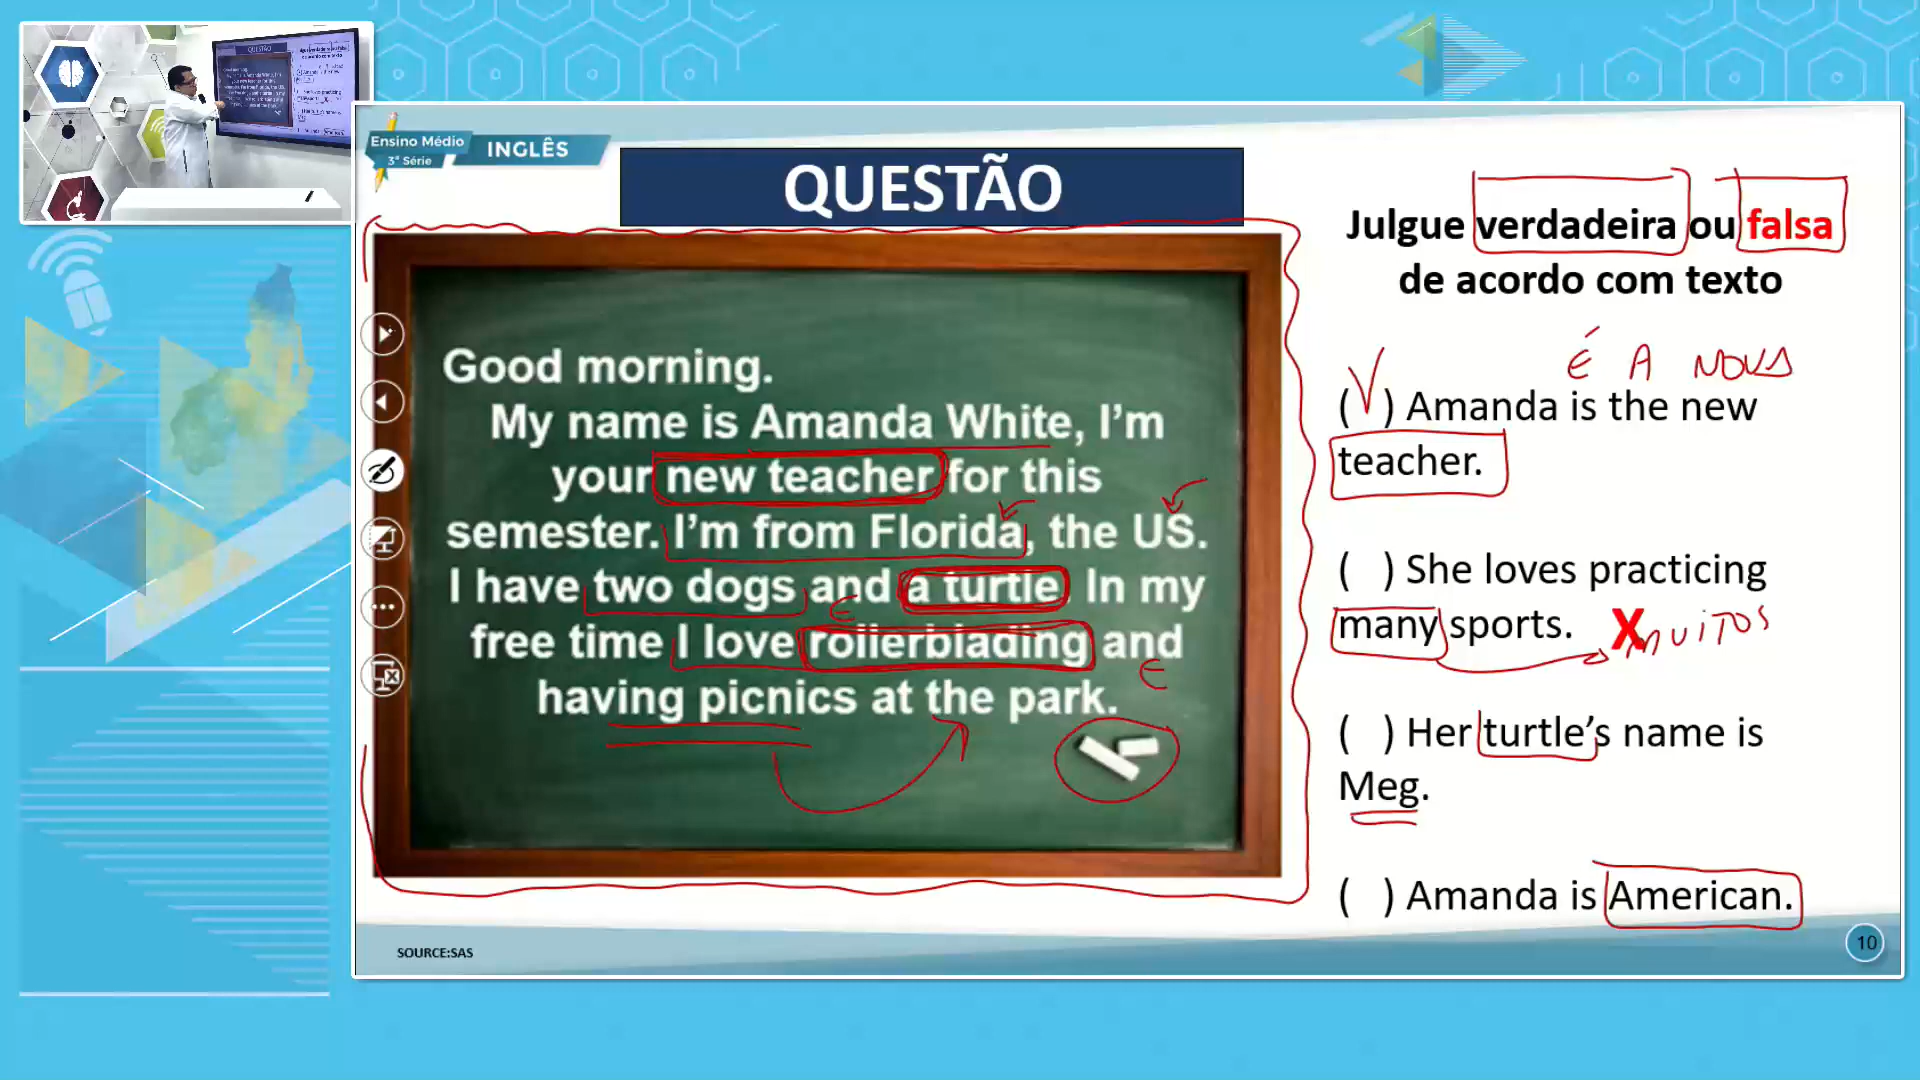 Ensino Médio
3ª Série
INGLÊS
QUESTÃO
Good morning.
My name is Amanda White, I'm
your new teacher for this
semester. I'm from Florida, the US.
I have two dogs and a turtle. In my
free time I love rollerblading and
having picnics at the park.
E
E
Julgue verdadeira ou falsa
de acordo com texto
É A NOVA
(V) Amanda is the new
teacher.
( ) She loves practicing
many sports. X MUITOS
( ) Her turtle's name is
Meg.
( ) Amanda is American.
SOURCE:SAS
10